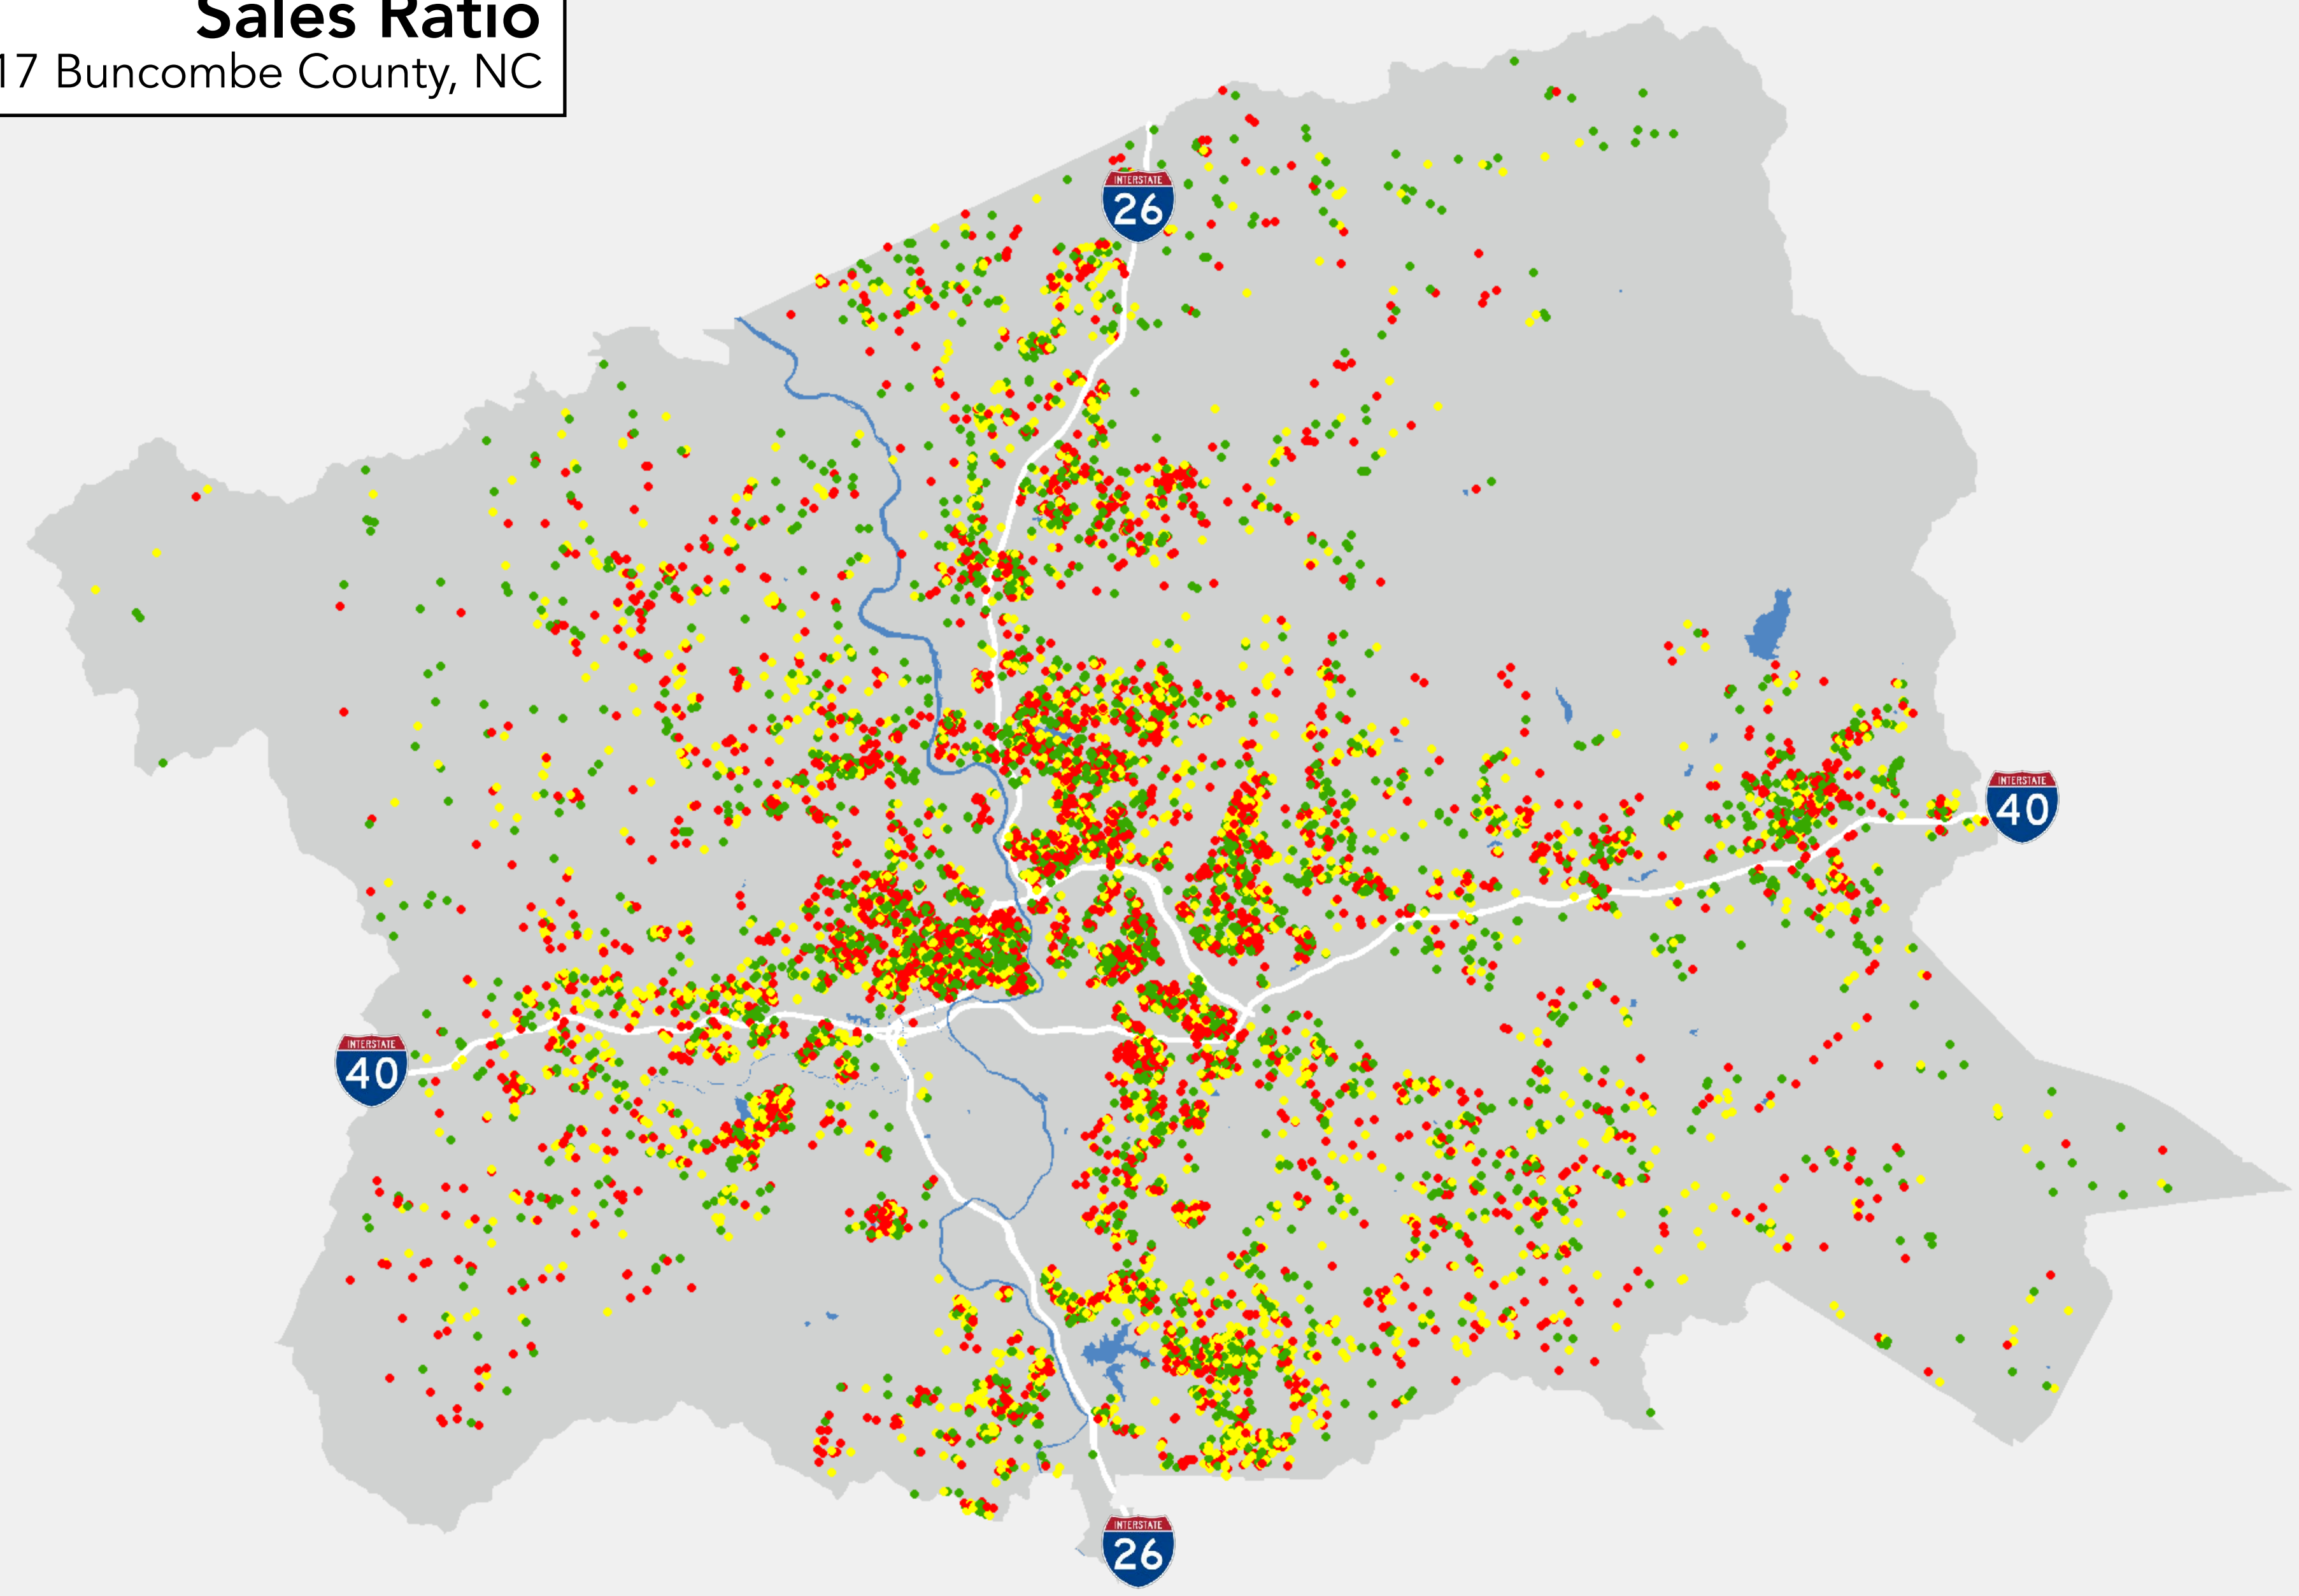 Sales Ratio
17 Buncombe County, NC
INTERSTATE
26
INTERSTATE
40
INTERSTATE
40
INTERSTATE
26